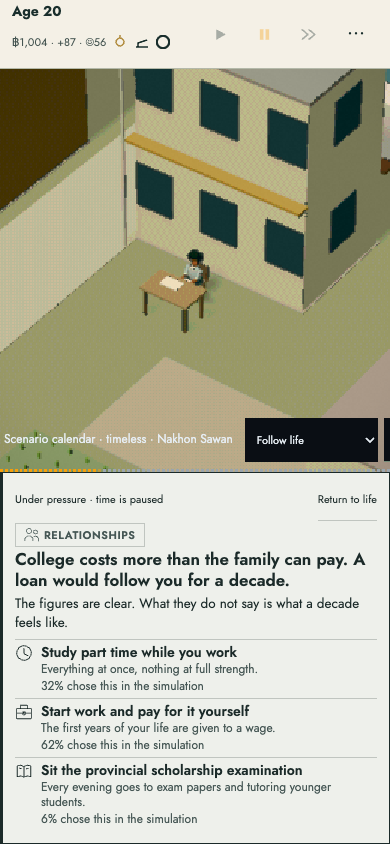 Age 20
฿1,004 · +87 · ◎56
Scenario calendar · timeless · Nakhon Sawan
Follow life
Under pressure · time is paused
Return to life
RELATIONSHIPS
College costs more than the family can pay. A
loan would follow you for a decade.
The figures are clear. What they do not say is what a decade
feels like.
Study part time while you work
Everything at once, nothing at full strength.
32% chose this in the simulation
Start work and pay for it yourself
The first years of your life are given to a wage.
62% chose this in the simulation
Sit the provincial scholarship examination
Every evening goes to exam papers and tutoring younger
students.
6% chose this in the simulation